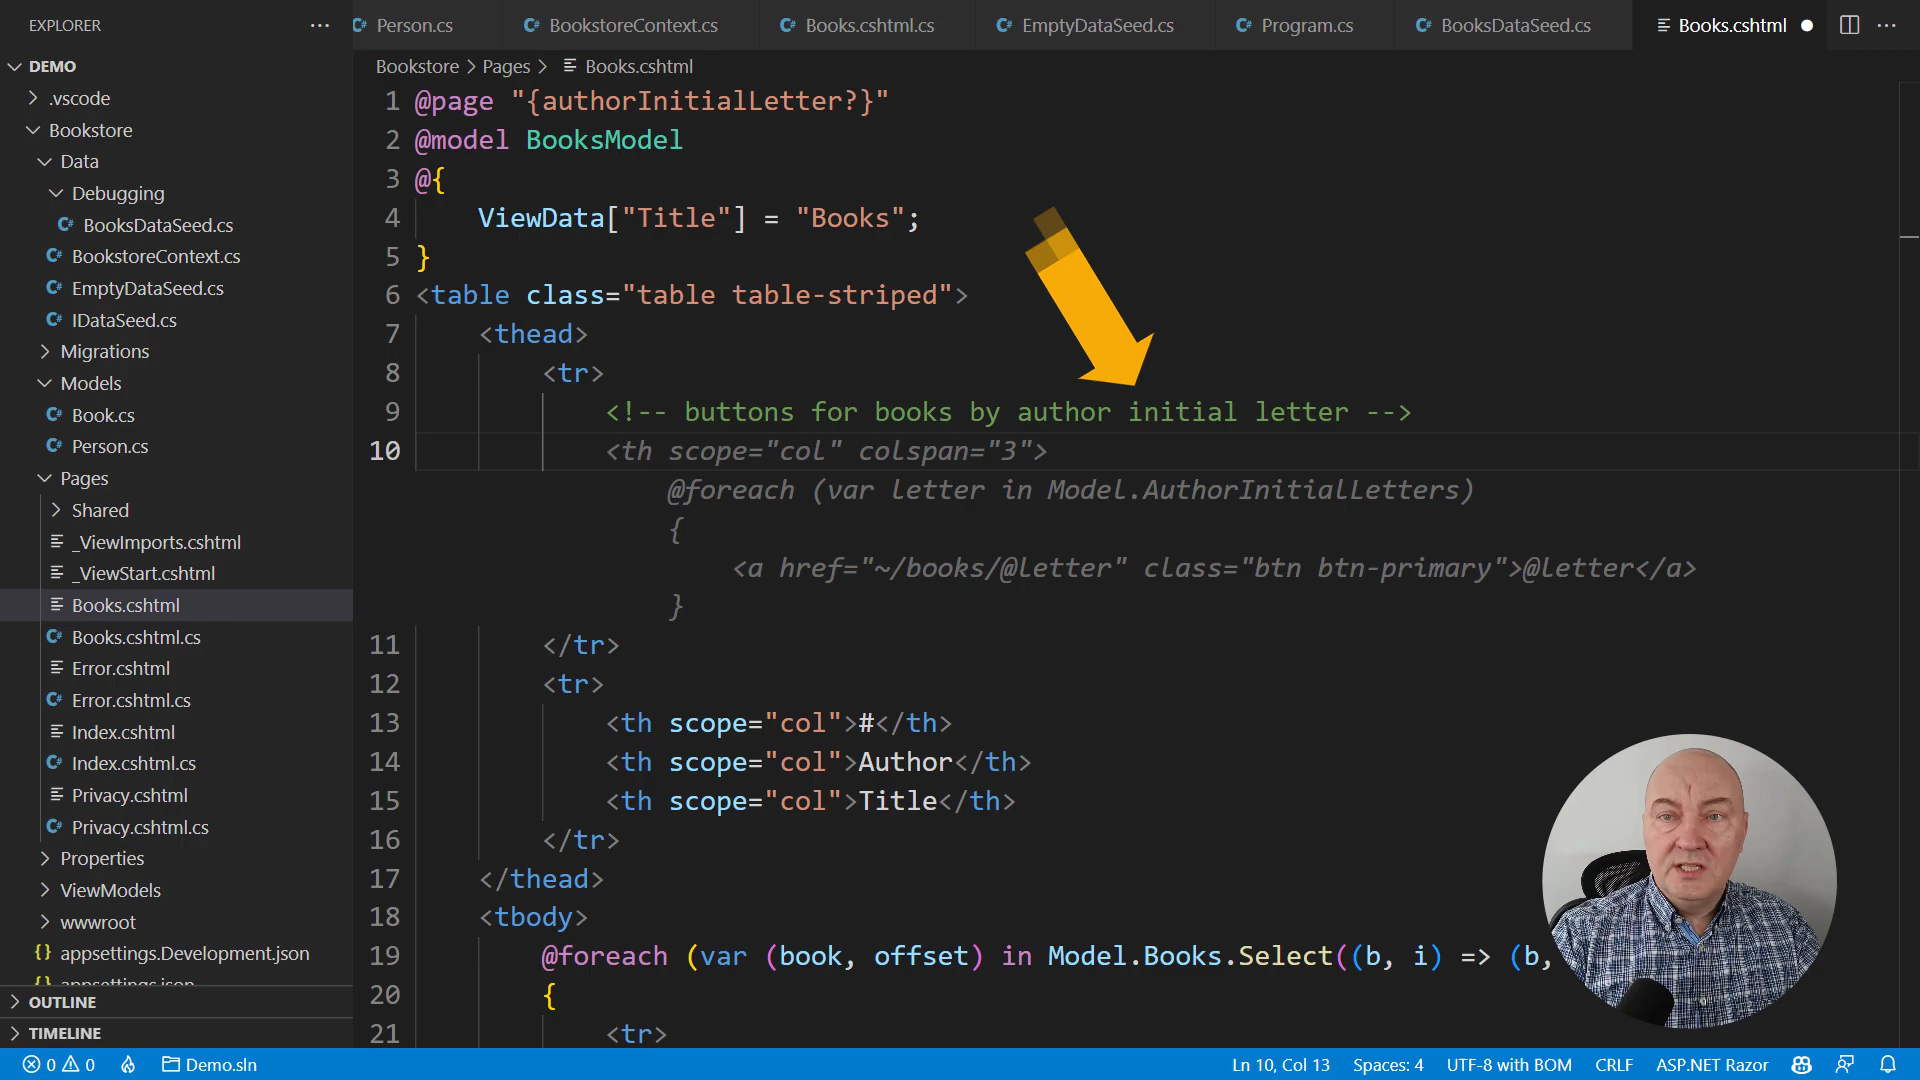 EXPLORER
Person.cs
BookstoreContext.cs
Books.cshtml.cs
EmptyDataSeed.cs
Program.cs
BooksDataSeed.cs
Books.cshtml
DEMO
.vscode
Bookstore
Data
Debugging
BooksDataSeed.cs
BookstoreContext.cs
EmptyDataSeed.cs
IDataSeed.cs
Migrations
Models
Book.cs
Person.cs
Pages
Shared
_ViewImports.cshtml
_ViewStart.cshtml
Books.cshtml
Books.cshtml.cs
Error.cshtml
Error.cshtml.cs
Index.cshtml
Index.cshtml.cs
Privacy.cshtml
Privacy.cshtml.cs
Properties
ViewModels
wwwroot
{} appsettings.Development.json
{} appsettings.json
OUTLINE
TIMELINE
Bookstore > Pages > Books.cshtml
1 @page "{authorInitialLetter?}"
2 @model BooksModel
3 @{
4 ViewData["Title"] = "Books";
5 }
6 <table class="table table-striped">
7 <thead>
8 <tr>
9 <!-- buttons for books by author initial letter -->
10 <th scope="col" colspan="3">
@foreach (var letter in Model.AuthorInitialLetters)
{
<a href="~/books/@letter" class="btn btn-primary">@letter</a>
}
11 </tr>
12 <tr>
13 <th scope="col">#</th>
14 <th scope="col">Author</th>
15 <th scope="col">Title</th>
16 </tr>
17 </thead>
18 <tbody>
19 @foreach (var (book, offset) in Model.Books.Select((b, i) => (b,
20 {
21 <tr>
0 0 Demo.sln
Ln 10, Col 13 Spaces: 4 UTF-8 with BOM CRLF ASP.NET Razor